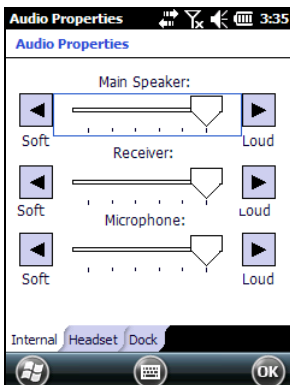 Audio Properties 3:35
Audio Properties
Main Speaker:
Soft Loud
Receiver:
Soft Loud
Microphone:
Soft Loud
Internal Headset Dock
OK